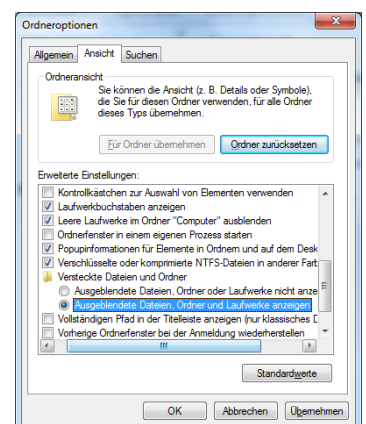 Ordneroptionen
Allgemein Ansicht Suchen
Ordneransicht
Sie können die Ansicht (z. B. Details oder Symbole),
die Sie für diesen Ordner verwenden, für alle Ordner
dieses Typs übernehmen.
Für Ordner übernehmen Ordner zurücksetzen
Erweiterte Einstellungen:
Kontrollkästchen zur Auswahl von Elementen verwenden
Laufwerkbuchstaben anzeigen
Leere Laufwerke im Ordner "Computer" ausblenden
Ordnerfenster in einem eigenen Prozess starten
Popupinformationen für Elemente in Ordnern und auf dem Desk
Verschlüsselte oder komprimierte NTFS-Dateien in anderer Farb
Versteckte Dateien und Ordner
Ausgeblendete Dateien, Ordner oder Laufwerke nicht anze
Ausgeblendete Dateien, Ordner und Laufwerke anzeigen
Vollständigen Pfad in der Titelleiste anzeigen (nur klassisches D
Vorherige Ordnerfenster bei der Anmeldung wiederherstellen
Standardwerte
OK Abbrechen Übernehmen